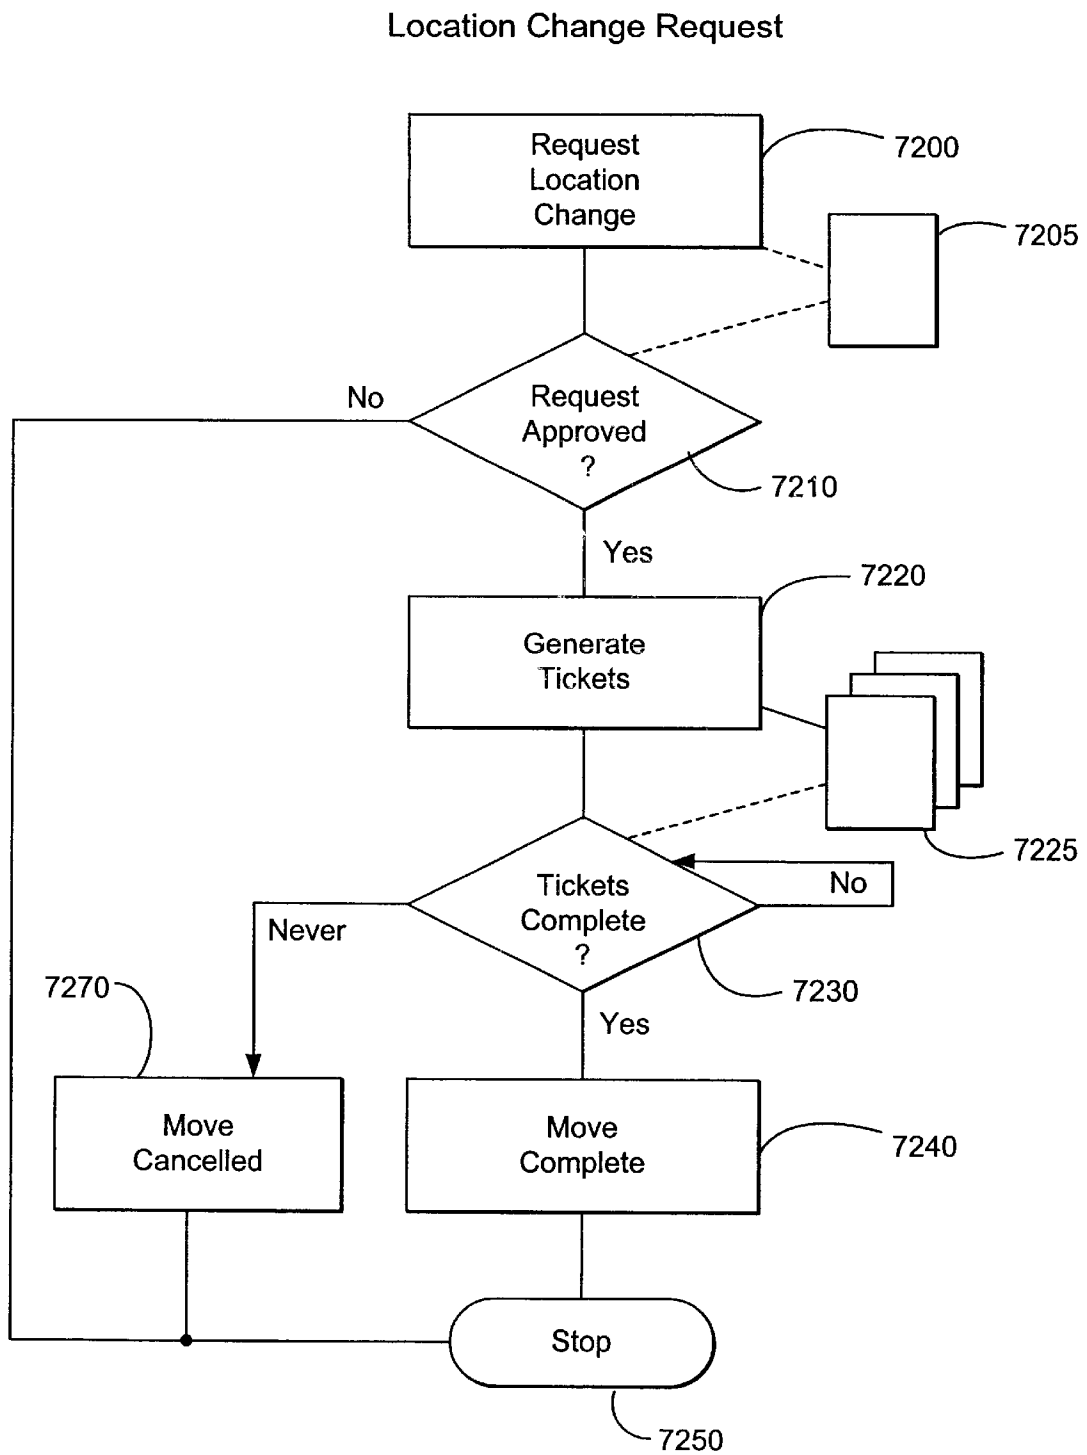 Location Change Request
Request
Location
Change
7200
7205
No
Request
Approved
?
7210
Yes
7220
Generate
Tickets
7225
Tickets
Complete
?
No
Never
7230
7270
Yes
Move
Cancelled
Move
Complete
7240
Stop
7250